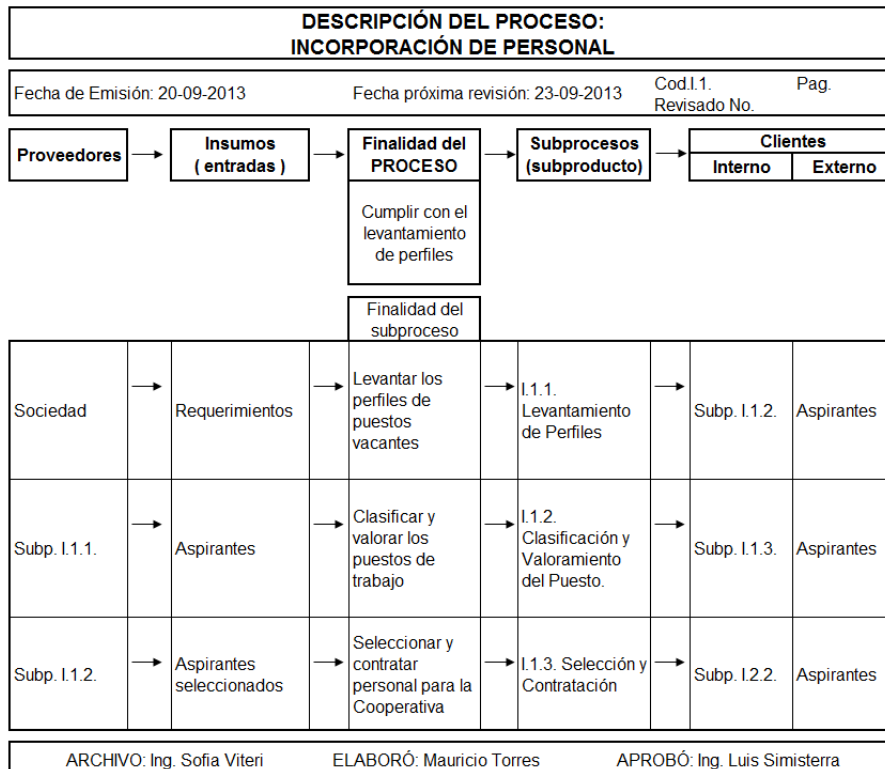 DESCRIPCIÓN DEL PROCESO:
INCORPORACIÓN DE PERSONAL
Fecha de Emisión: 20-09-2013
Fecha próxima revisión: 23-09-2013
Cod.I.1.
Pag.
Revisado No.
Proveedores
Insumos
( entradas )
Finalidad del
PROCESO
Subprocesos
(subproducto)
Clientes
Interno
Externo
Cumplir con el
levantamiento
de perfiles
Finalidad del
subproceso
Sociedad
Requerimientos
Levantar los
perfiles de
puestos
vacantes
I.1.1.
Levantamiento
de Perfiles
Subp. I.1.2.
Aspirantes
Subp. I.1.1.
Aspirantes
Clasificar y
valorar los
puestos de
trabajo
I.1.2.
Clasificación y
Valoramiento
del Puesto.
Subp. I.1.3.
Aspirantes
Subp. I.1.2.
Aspirantes
seleccionados
Seleccionar y
contratar
personal para la
Cooperativa
I.1.3. Selección y
Contratación
Subp. I.2.2.
Aspirantes
ARCHIVO: Ing. Sofia Viteri
ELABORÓ: Mauricio Torres
APROBÓ: Ing. Luis Simisterra